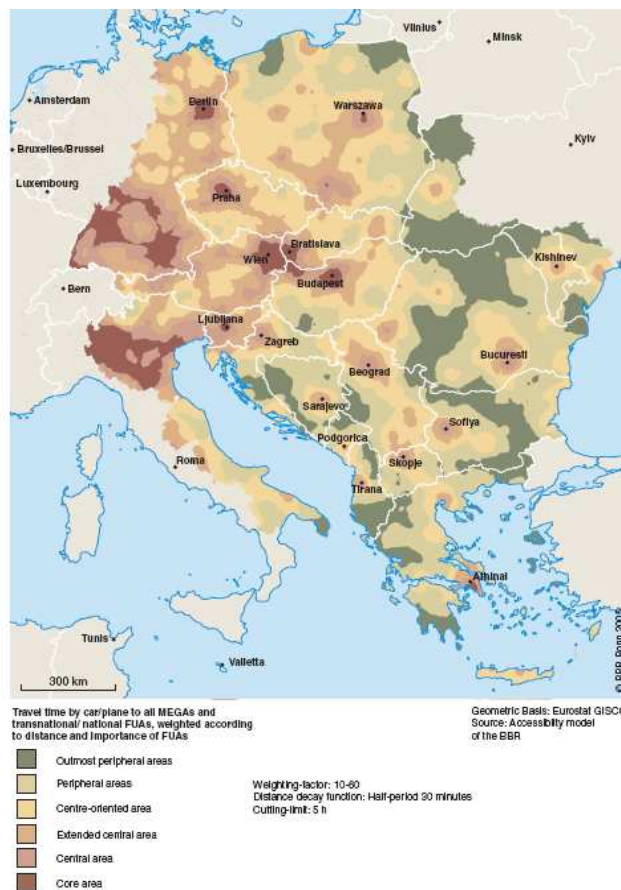 Vilnius
Minsk
Amsterdam
Berlin
Warszawa
Bruxelles/Brussel
Kyiv
Luxembourg
Praha
Wien
Bratislava
Kishinev
Budapest
Bern
Ljubljana
Zagreb
Bucuresti
Beograd
Sarajevo
Sofiya
Podgorica
Roma
Skopje
Tirana
Athinai
Tunis
Valletta
300 km
Travel time by car/plane to all MEGAs and
transnational/ national FUAs, weighted according
to distance and importance of FUAs
Geometric Basis: Eurostat GISCO
Source: Accessiblity model
of the BBR
Outmost peripheral areas
Peripheral areas
Centre-oriented area
Extended central area
Central area
Core area
Weighting-factor: 10-60
Distance decay function: Half-period 30 minutes
Cutting-limit: 5 h